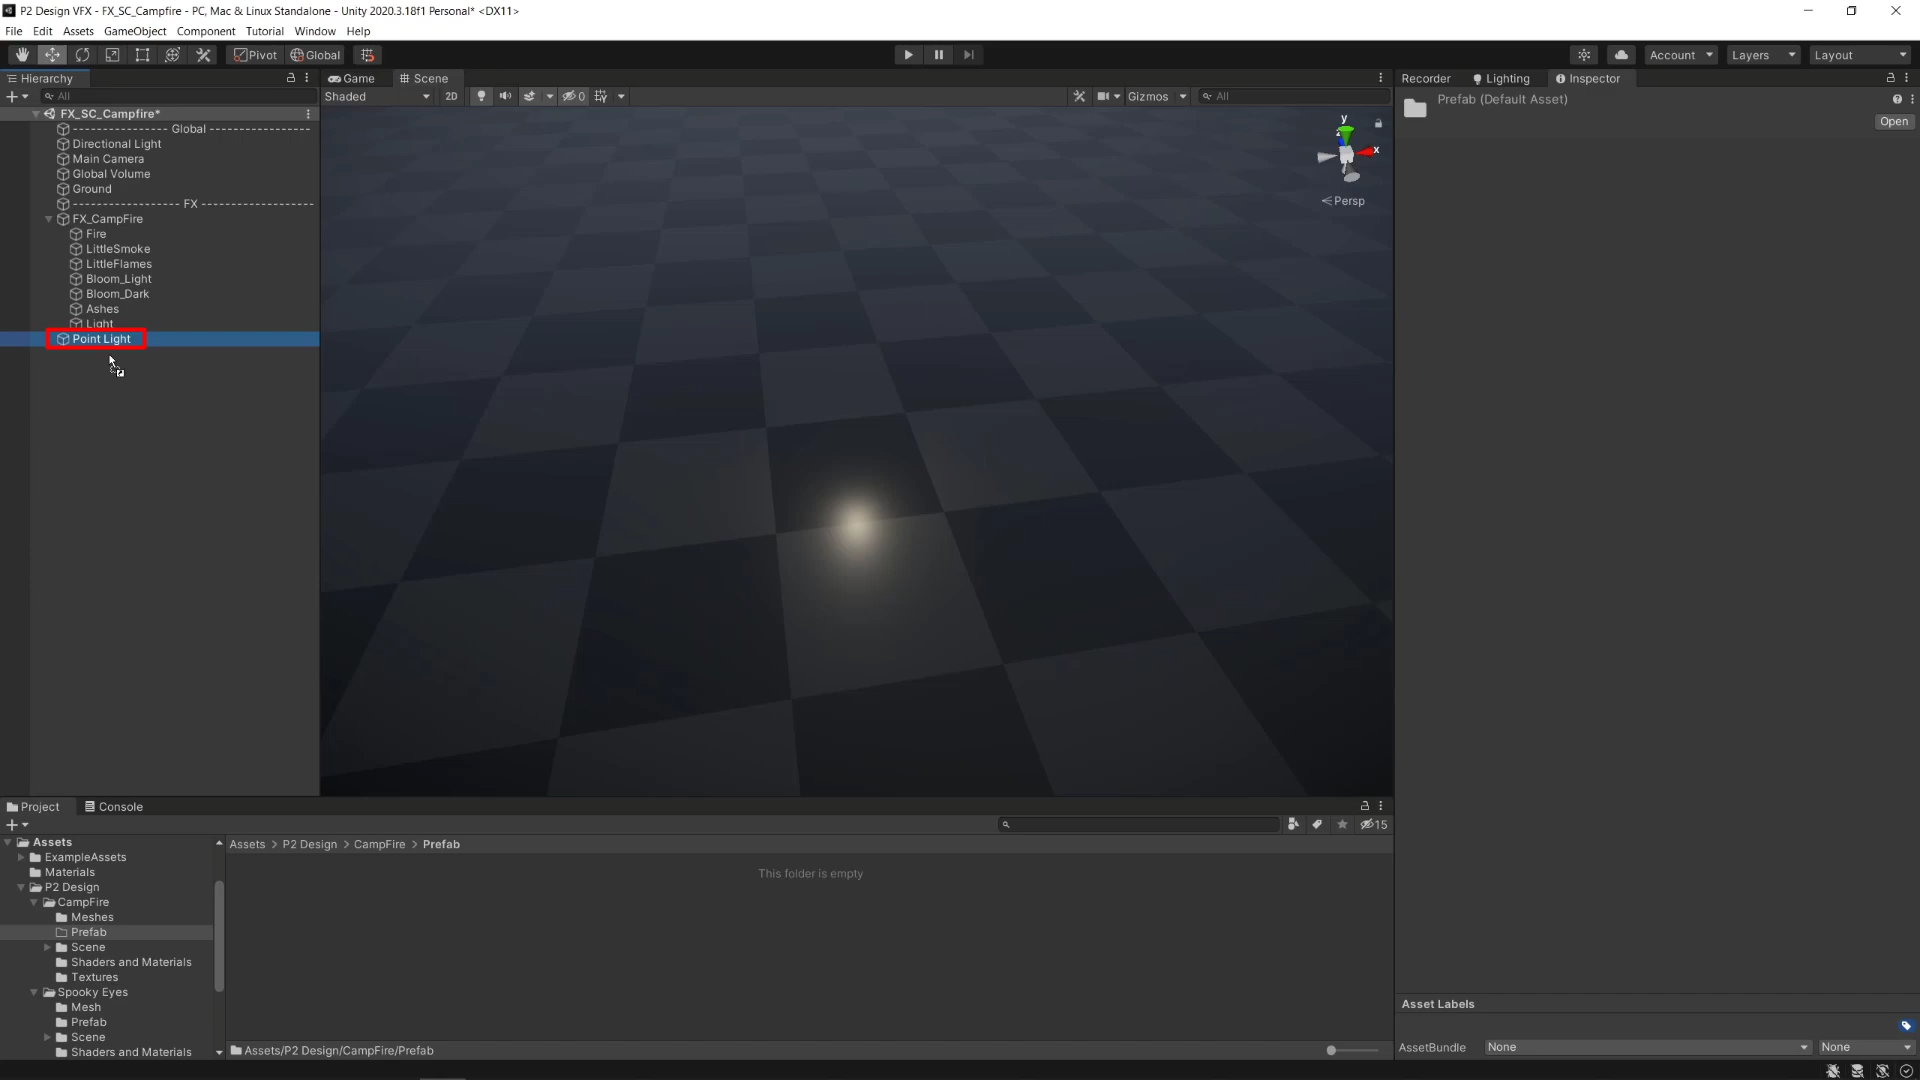 P2 Design VFX - FX_SC_Campfire - PC, Mac & Linux Standalone - Unity 2020.3.18f1 Personal* <DX11>
File Edit Assets GameObject Component Tutorial Window Help
Pivot Global Account Layers Layout
Hierarchy Game Scene Recorder Lighting Inspector
All Shaded 2D 0 Gizmos All Prefab (Default Asset)
Open
FX_SC_Campfire*
--------------- Global ---------------
Directional Light
Main Camera
Global Volume
Ground
----------------- FX -----------------
FX_CampFire
Fire
LittleSmoke
LittleFlames
Bloom_Light
Bloom_Dark
Ashes
Light
Point Light
y
x
z
Persp
Project Console
15
Assets
ExampleAssets
Materials
P2 Design
CampFire
Meshes
Prefab
Scene
Shaders and Materials
Textures
Spooky Eyes
Mesh
Prefab
Scene
Shaders and Materials
Assets > P2 Design > CampFire > Prefab
This folder is empty
Assets/P2 Design/CampFire/Prefab
Asset Labels
AssetBundle None None